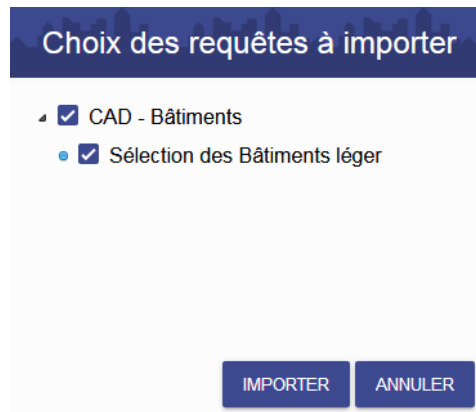 Choix des requêtes à importer
CAD - Bâtiments
Sélection des Bâtiments léger
IMPORTER ANNULER